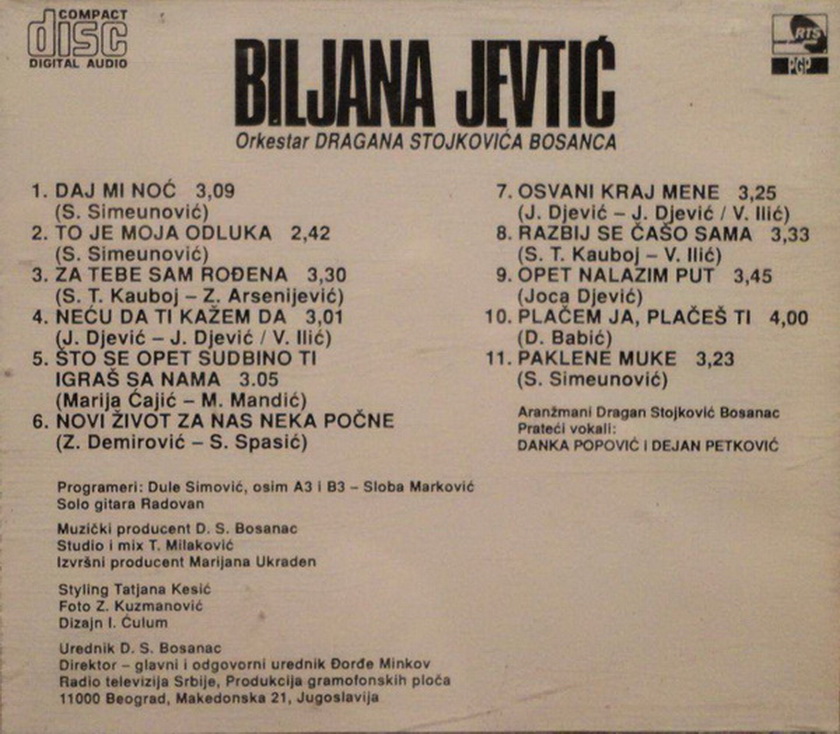 COMPACT
disc
DIGITAL AUDIO
RTS
PGP
BILJANA JEVTIĆ
Orkestar DRAGANA STOJKOVIĆA BOSANCA
1. DAJ MI NOĆ 3,09
(S. Simeunović)
2. TO JE MOJA ODLUKA 2,42
(S. Simeunović)
3. ZA TEBE SAM ROĐENA 3,30
(S. T. Kauboj – Z. Arsenijević)
4. NEĆU DA TI KAŽEM DA 3,01
(J. Djević – J. Djević / V. Ilić)
5. ŠTO SE OPET SUDBINO TI
IGRAŠ SA NAMA 3.05
(Marija Ćajić – M. Mandić)
6. NOVI ŽIVOT ZA NAS NEKA POČNE
(Z. Demirović – S. Spasić)
7. OSVANI KRAJ MENE 3,25
(J. Djević – J. Djević / V. Ilić)
8. RAZBIJ SE ČAŠO SAMA 3,33
(S. T. Kauboj – V. Ilić)
9. OPET NALAZIM PUT 3,45
(Joca Djević)
10. PLAČEM JA, PLAČEŠ TI 4,00
(D. Babić)
11. PAKLENE MUKE 3,23
(S. Simeunović)
Aranžmani Dragan Stojković Bosanac
Prateći vokali:
DANKA POPOVIĆ I DEJAN PETKOVIĆ
Programeri: Dule Simović, osim A3 i B3 – Sloba Marković
Solo gitara Radovan
Muzički producent D. S. Bosanac
Studio i mix T. Milaković
Izvršni producent Marijana Ukraden
Styling Tatjana Kesić
Foto Z. Kuzmanović
Dizajn I. Ćulum
Urednik D. S. Bosanac
Direktor – glavni i odgovorni urednik Đorđe Minkov
Radio televizija Srbije, Produkcija gramofonskih ploča
11000 Beograd, Makedonska 21, Jugoslavija